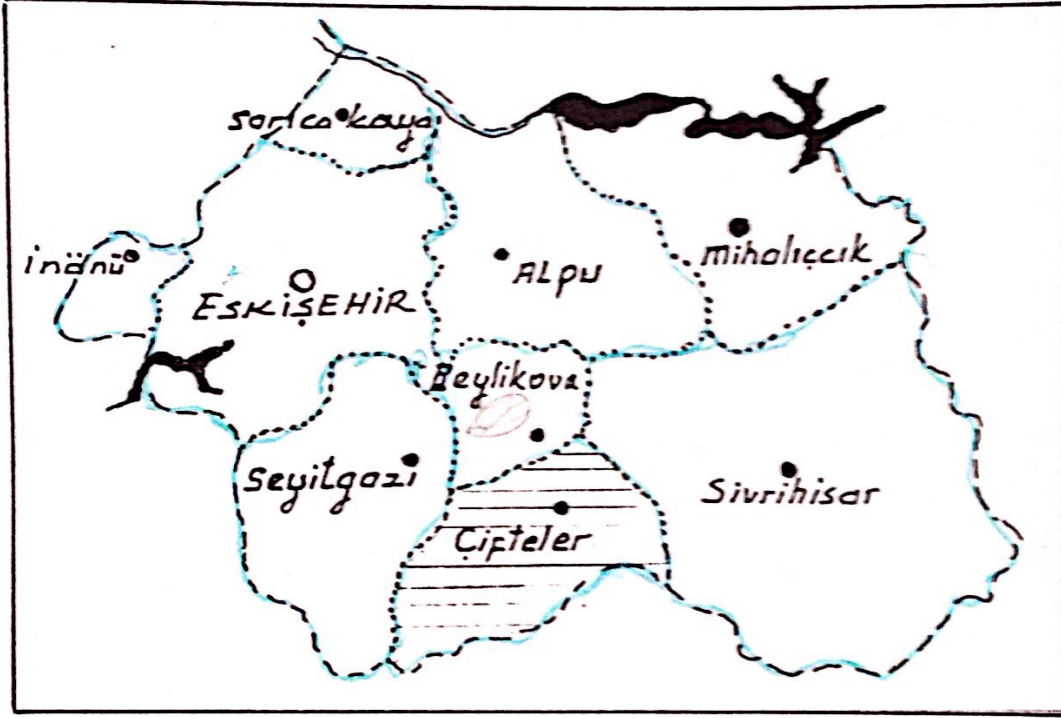 Sarıcakaya
İnönü
ESKİŞEHİR
ALPU
Mihalıççık
Beylikova
Seyitgazi
Çifteler
Sivrihisar